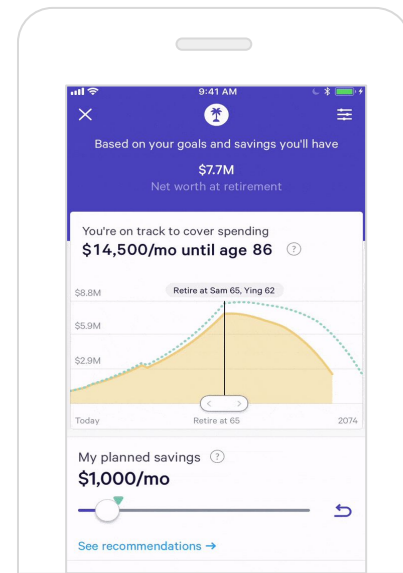 9:41 AM
Based on your goals and savings you'll have
$7.7M
Net worth at retirement
You're on track to cover spending
$14,500/mo until age 86 ?
Retire at Sam 65, Ying 62
$8.8M
$5.9M
$2.9M
Today Retire at 65 2074
My planned savings ?
$1,000/mo
See recommendations →